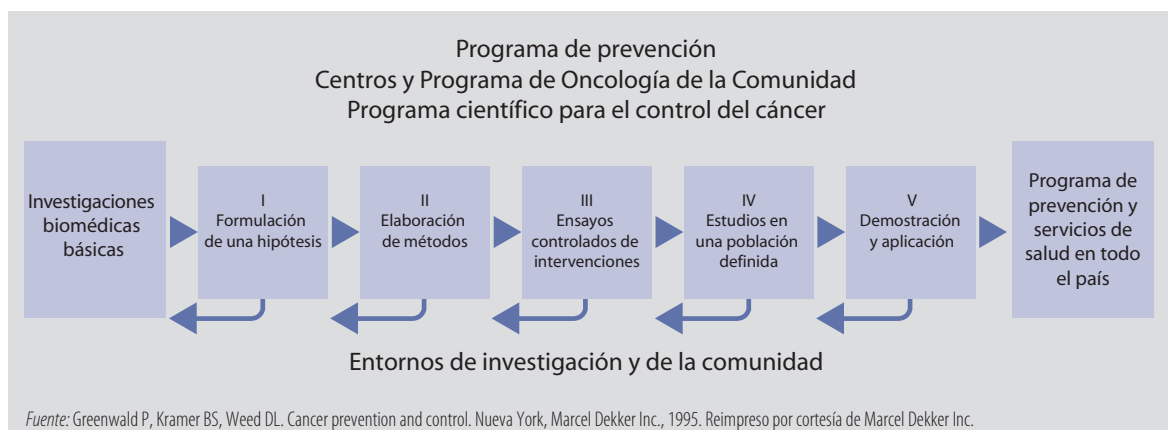 Programa de prevención
Centros y Programa de Oncología de la Comunidad
Programa científico para el control del cáncer
Investigaciones
biomédicas
básicas
I
Formulación
de una hipótesis
II
Elaboración
de métodos
III
Ensayos
controlados de
intervenciones
IV
Estudios en
una población
definida
V
Demostración
y aplicación
Programa de
prevención y
servicios de
salud en todo
el país
Entornos de investigación y de la comunidad
Fuente: Greenwald P, Kramer BS, Weed DL. Cancer prevention and control. Nueva York, Marcel Dekker Inc., 1995. Reimpreso por cortesía de Marcel Dekker Inc.